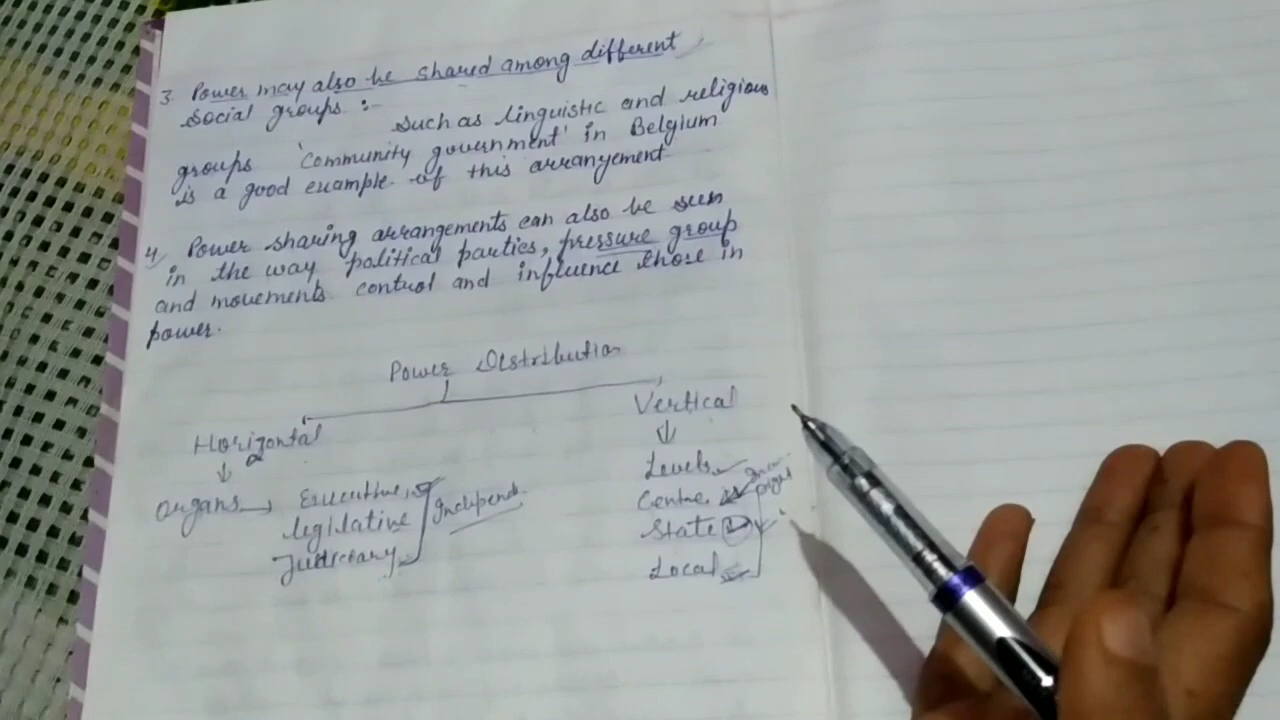 3. Power may also be shared among different
social groups :-
such as linguistic and religious
groups 'Community government' in Belgium
is a good example of this arrangement
4, Power sharing arrangements can also be seen
in the way political parties, pressure group
and movements control and influence those in
power.
Power Distribution
Horizontal
Vertical
Organs → Executive,
legislative
Judiciary
Independ.
Levels
Centre
State
Local